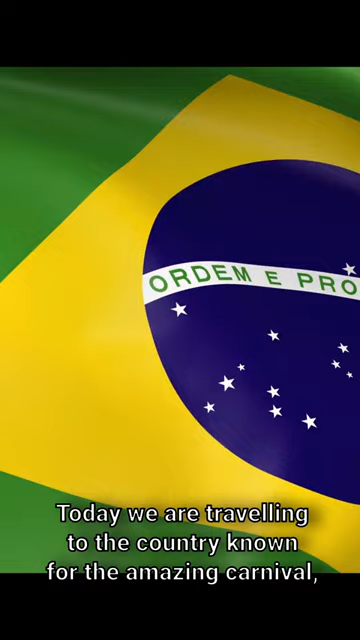 ORDEM E PRO
Today we are travelling
to the country known
for the amazing carnival,